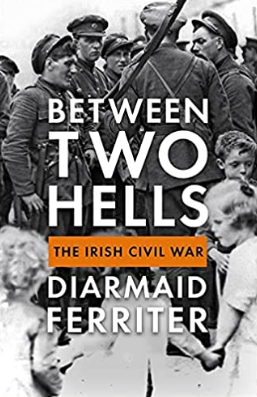 BETWEEN
TWO
HELLS
THE IRISH CIVIL WAR
DIARMAID
FERRITER